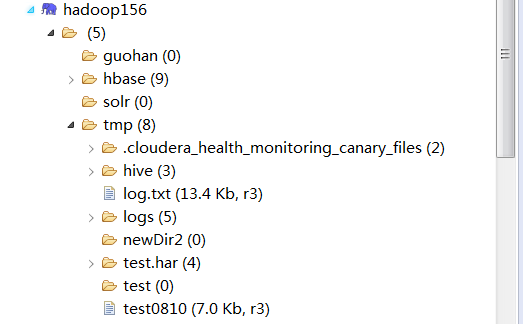 hadoop156
(5)
guohan (0)
hbase (9)
solr (0)
tmp (8)
.cloudera_health_monitoring_canary_files (2)
hive (3)
log.txt (13.4 Kb, r3)
logs (5)
newDir2 (0)
test.har (4)
test (0)
test0810 (7.0 Kb, r3)